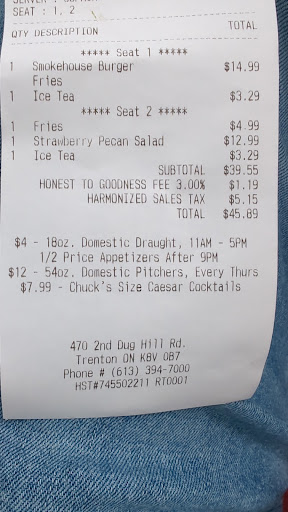 SEAT : 1, 2
QTY DESCRIPTION TOTAL
***** Seat 1 *****
1 Smokehouse Burger $14.99
Fries
1 Ice Tea $3.29
***** Seat 2 *****
1 Fries $4.99
1 Strawberry Pecan Salad $12.99
1 Ice Tea $3.29
SUBTOTAL $39.55
HONEST TO GOODNESS FEE 3.00% $1.19
HARMONIZED SALES TAX $5.15
TOTAL $45.89
$4 - 18oz. Domestic Draught, 11AM - 5PM
1/2 Price Appetizers After 9PM
$12 - 54oz. Domestic Pitchers, Every Thurs
$7.99 - Chuck's Size Caesar Cocktails
470 2nd Dug Hill Rd.
Trenton ON K8V 0B7
Phone # (613) 394-7000
HST#745502211 RT0001